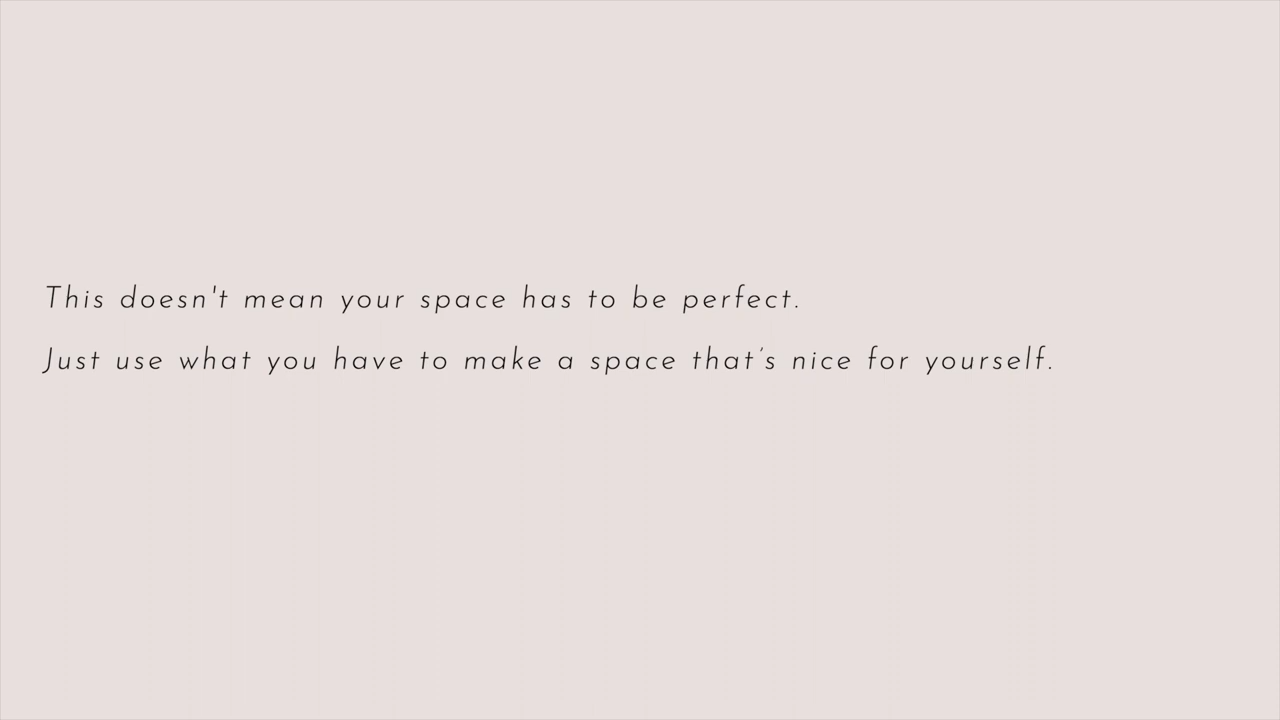 This doesn't mean your space has to be perfect.
Just use what you have to make a space that’s nice for yourself.